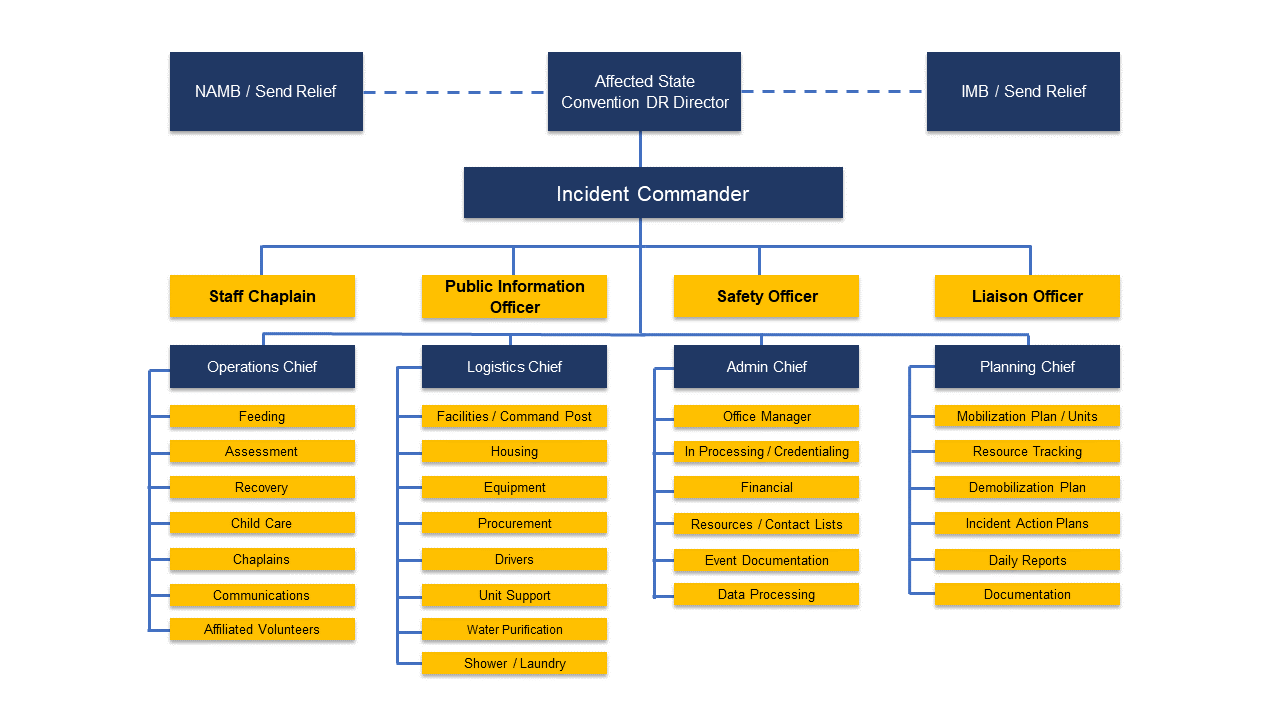 NAMB / Send Relief
Affected State
Convention DR Director
IMB / Send Relief
Incident Commander
Staff Chaplain
Public Information
Officer
Safety Officer
Liaison Officer
Operations Chief
Feeding
Assessment
Recovery
Child Care
Chaplains
Communications
Affiliated Volunteers
Logistics Chief
Facilities / Command Post
Housing
Equipment
Procurement
Drivers
Unit Support
Water Purification
Shower / Laundry
Admin Chief
Office Manager
In Processing / Credentialing
Financial
Resources / Contact Lists
Event Documentation
Data Processing
Planning Chief
Mobilization Plan / Units
Resource Tracking
Demobilization Plan
Incident Action Plans
Daily Reports
Documentation